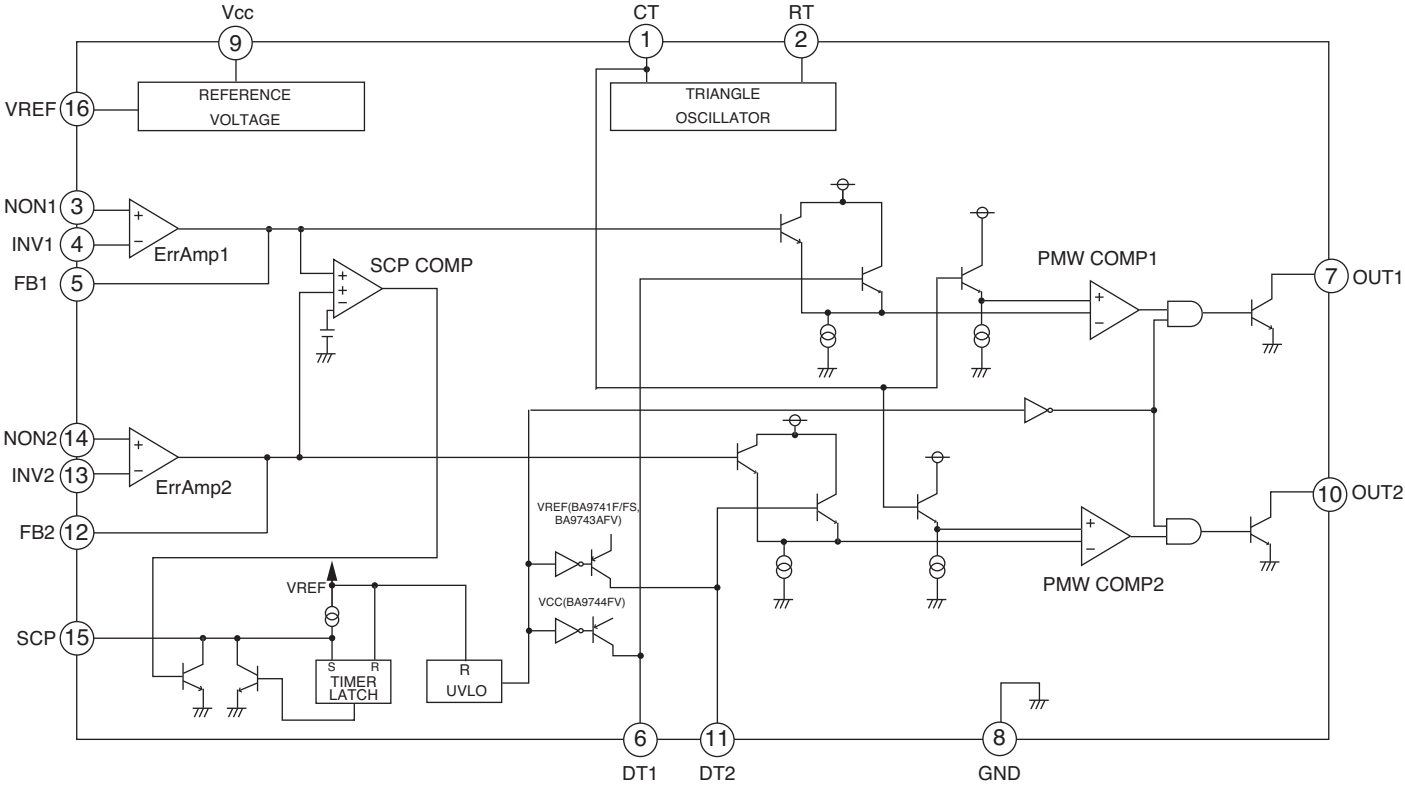 Vcc
CT
RT
9
1
2
REFERENCE
VOLTAGE
TRIANGLE
OSCILLATOR
VREF 16
NON1 3
+
INV1 4
−
ErrAmp1
FB1 5
SCP COMP
+
+
−
PMW COMP1
+
−
7 OUT1
NON2 14
+
INV2 13
−
ErrAmp2
FB2 12
VREF(BA9741F/FS,
BA9743AFV)
+
−
PMW COMP2
10 OUT2
VREF
VCC(BA9744FV)
SCP 15
S R
TIMER
LATCH
R
UVLO
6
11
8
DT1
DT2
GND